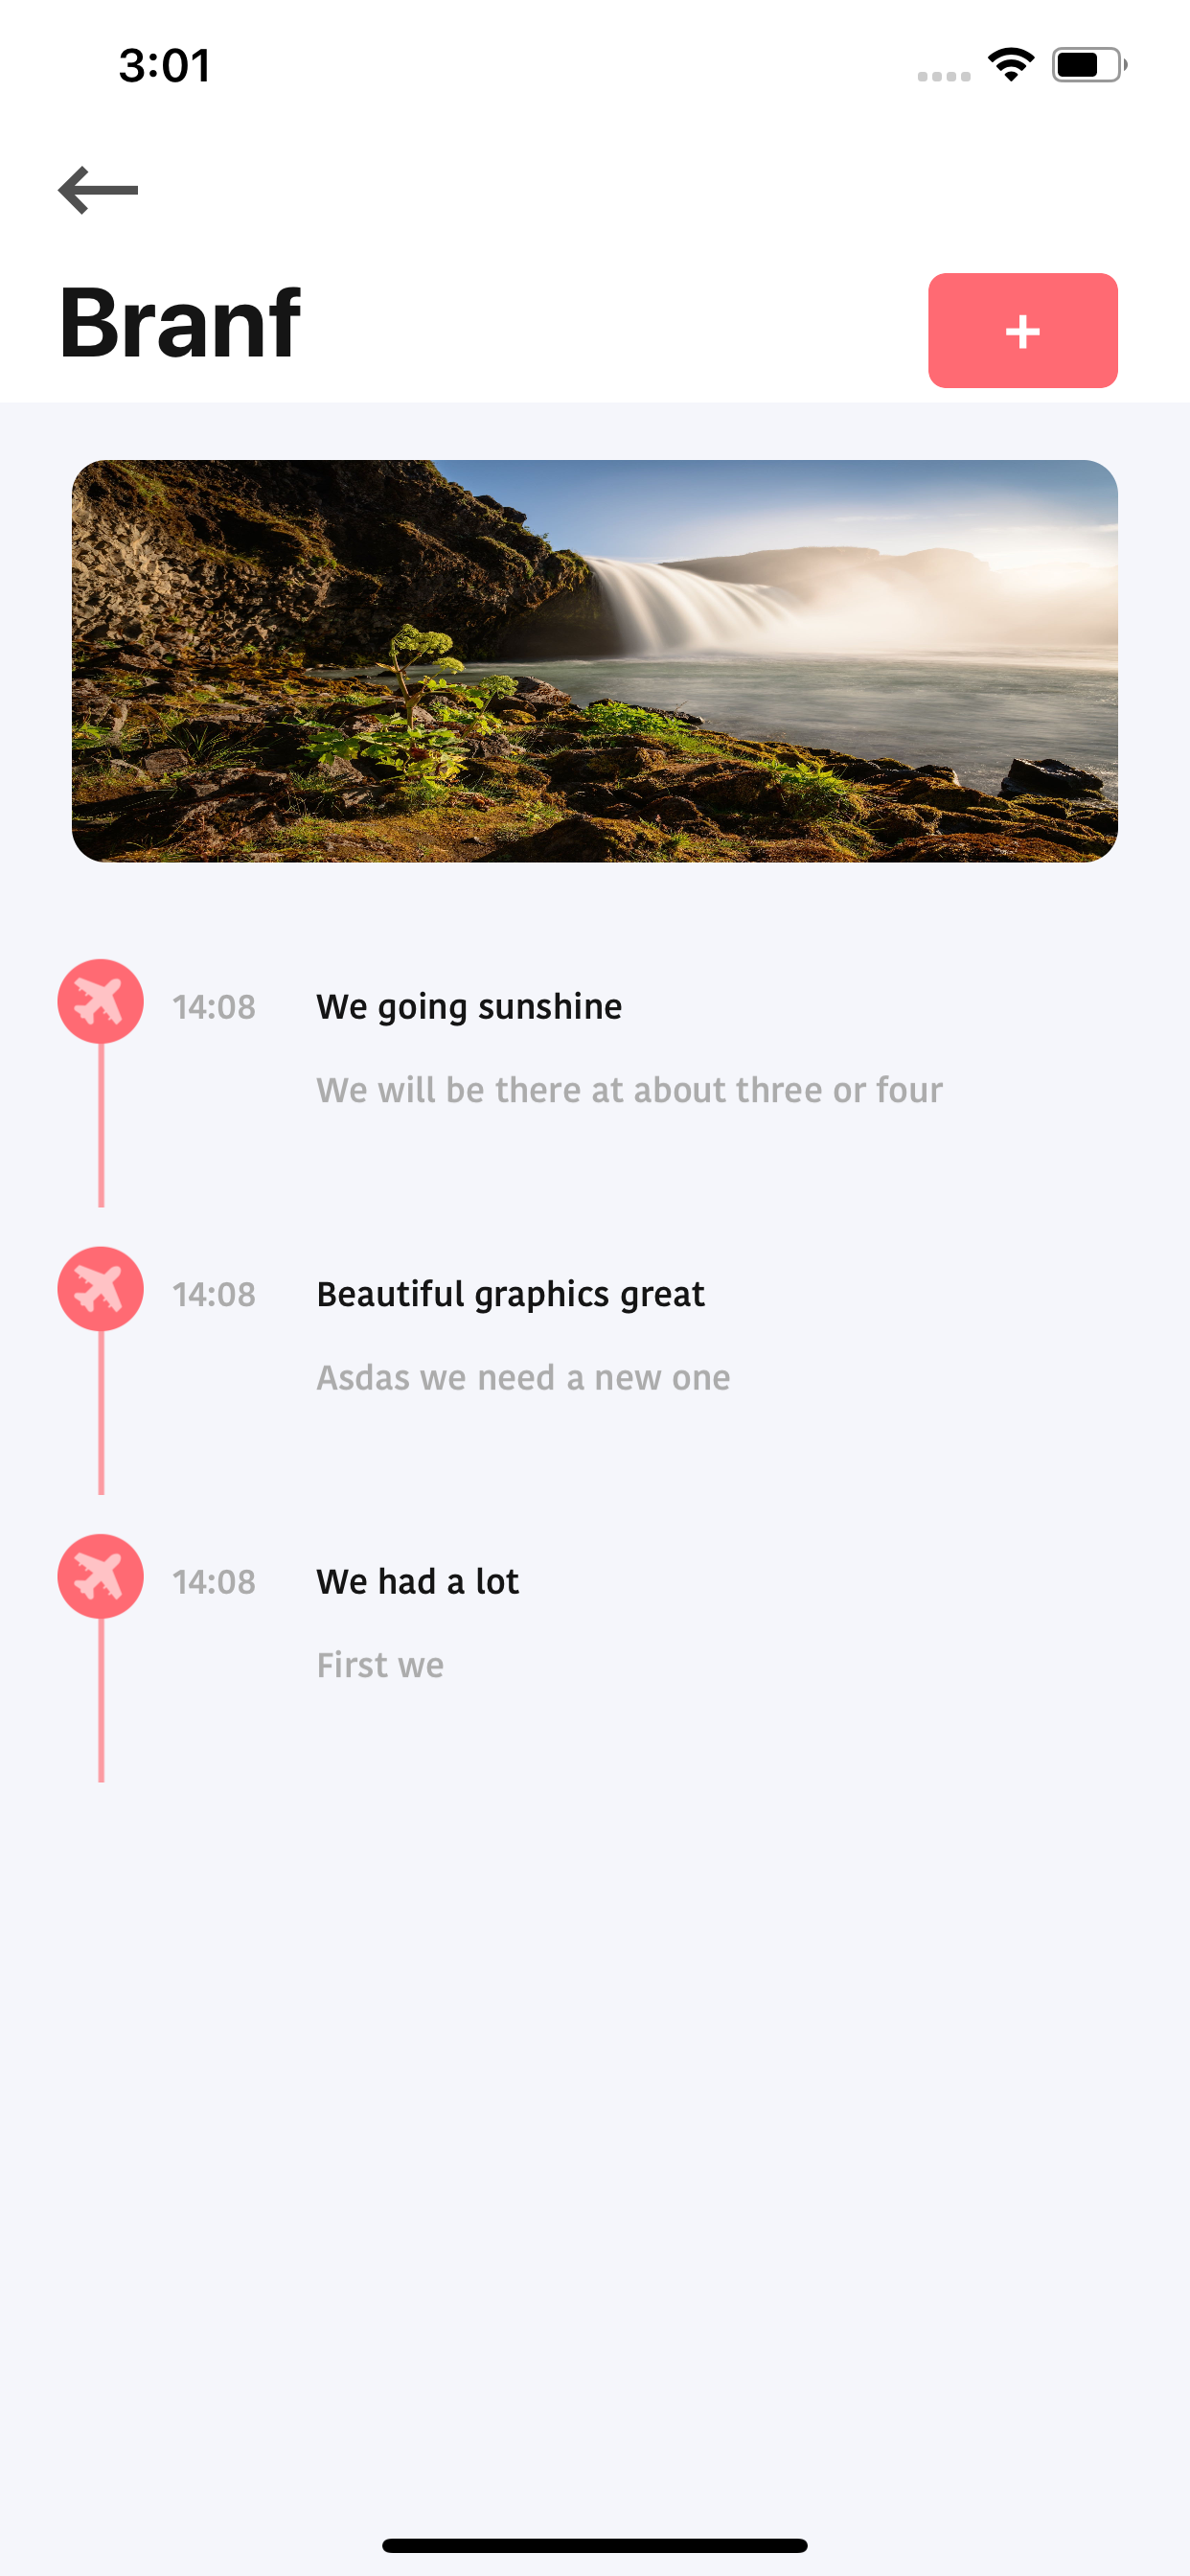 3:01
Branf
+
14:08 We going sunshine
We will be there at about three or four
14:08 Beautiful graphics great
Asdas we need a new one
14:08 We had a lot
First we